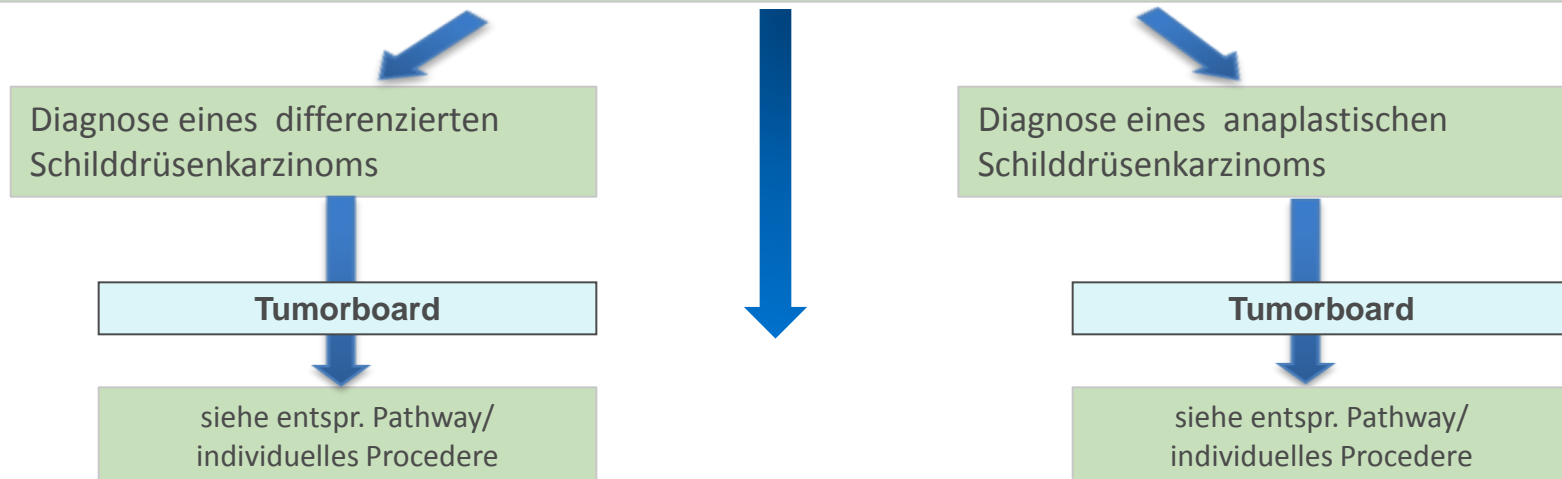 Diagnose eines differenzierten
Schilddrüsenkarzinoms
Tumorboard
siehe entspr. Pathway/
individuelles Procedere
Diagnose eines anaplastischen
Schilddrüsenkarzinoms
Tumorboard
siehe entspr. Pathway/
individuelles Procedere